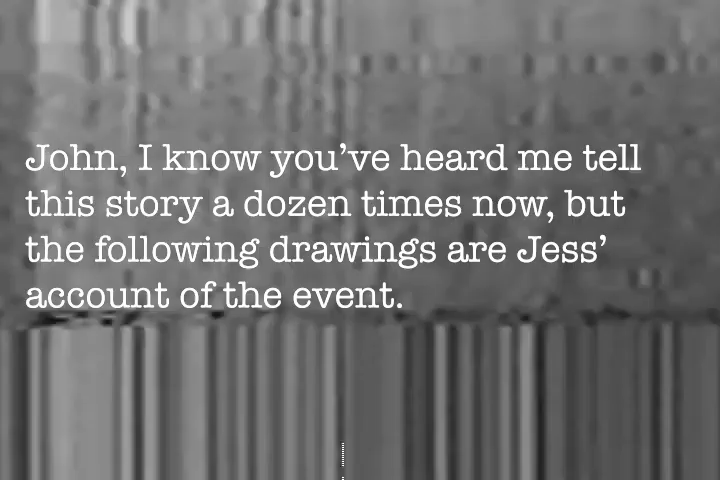 John, I know you’ve heard me tell
this story a dozen times now, but
the following drawings are Jess’
account of the event.